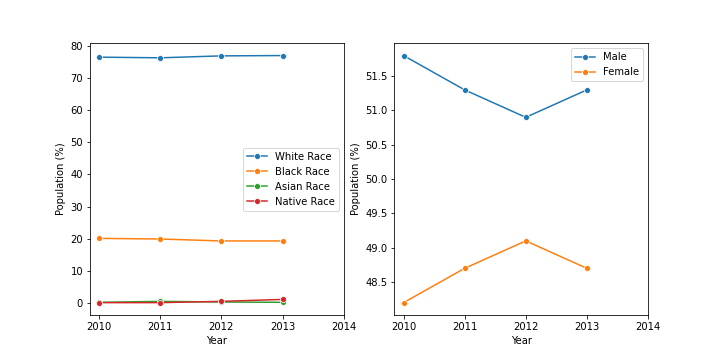 80
70
60
50
40
30
20
10
0
Population (%)
White Race
Black Race
Asian Race
Native Race
2010 2011 2012 2013 2014
Year
51.5
51.0
50.5
50.0
49.5
49.0
48.5
Population (%)
Male
Female
2010 2011 2012 2013 2014
Year